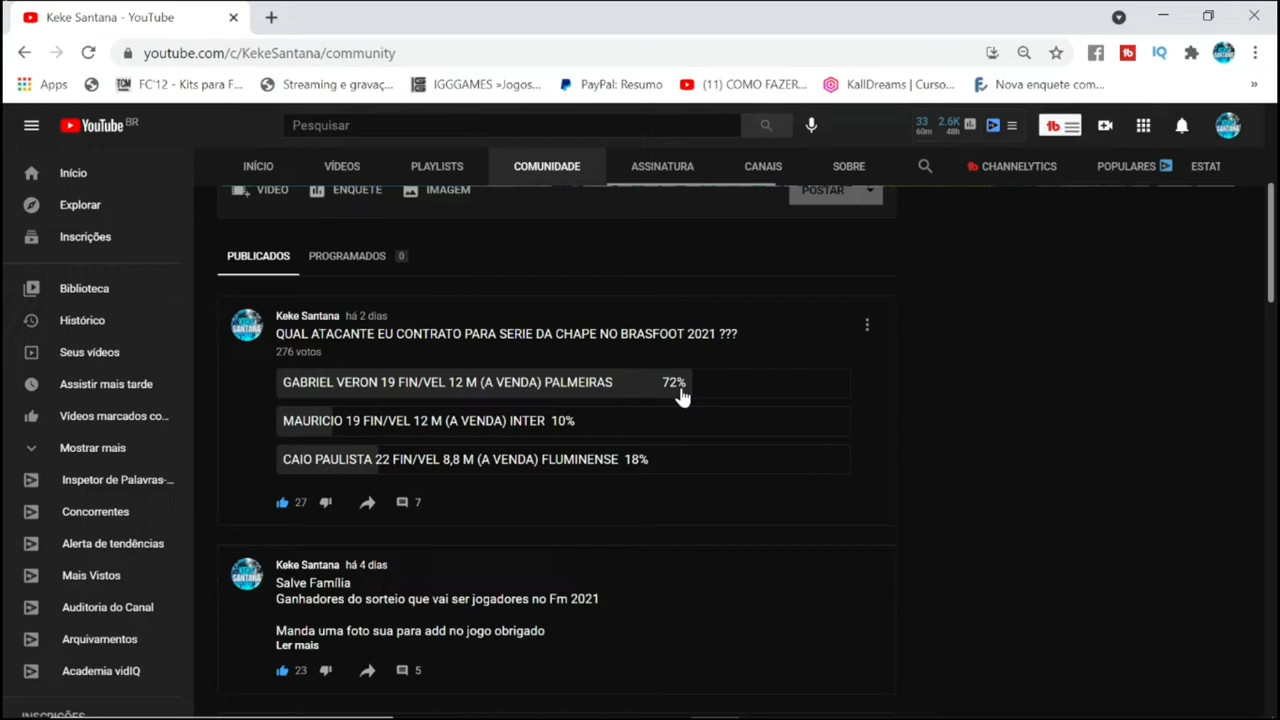 Keke Santana - YouTube
youtube.com/c/KekeSantana/community
Apps
FC'12 - Kits para F...
Streaming e gravaç...
IGGGAMES »Jogos...
PayPal: Resumo
(11) COMO FAZER...
KallDreams | Curso...
Nova enquete com...
YouTube BR
Pesquisar
33
60m
2.6K
48h
INÍCIO
VÍDEOS
PLAYLISTS
COMUNIDADE
ASSINATURA
CANAIS
SOBRE
CHANNELYTICS
POPULARES
ESTAT
Início
Explorar
Inscrições
Biblioteca
Histórico
Seus vídeos
Assistir mais tarde
Vídeos marcados co...
Mostrar mais
Inspetor de Palavras-...
Concorrentes
Alerta de tendências
Mais Vistos
Auditoria do Canal
Arquivamentos
Academia vidIQ
INSCRIÇÕES
VÍDEO
ENQUETE
IMAGEM
POSTAR
PUBLICADOS
PROGRAMADOS 0
Keke Santana há 2 dias
QUAL ATACANTE EU CONTRATO PARA SERIE DA CHAPE NO BRASFOOT 2021 ???
276 votos
GABRIEL VERON 19 FIN/VEL 12 M (A VENDA) PALMEIRAS 72%
MAURICIO 19 FIN/VEL 12 M (A VENDA) INTER 10%
CAIO PAULISTA 22 FIN/VEL 8,8 M (A VENDA) FLUMINENSE 18%
27
7
Keke Santana há 4 dias
Salve Família
Ganhadores do sorteio que vai ser jogadores no Fm 2021
Manda uma foto sua para add no jogo obrigado
Ler mais
23
5